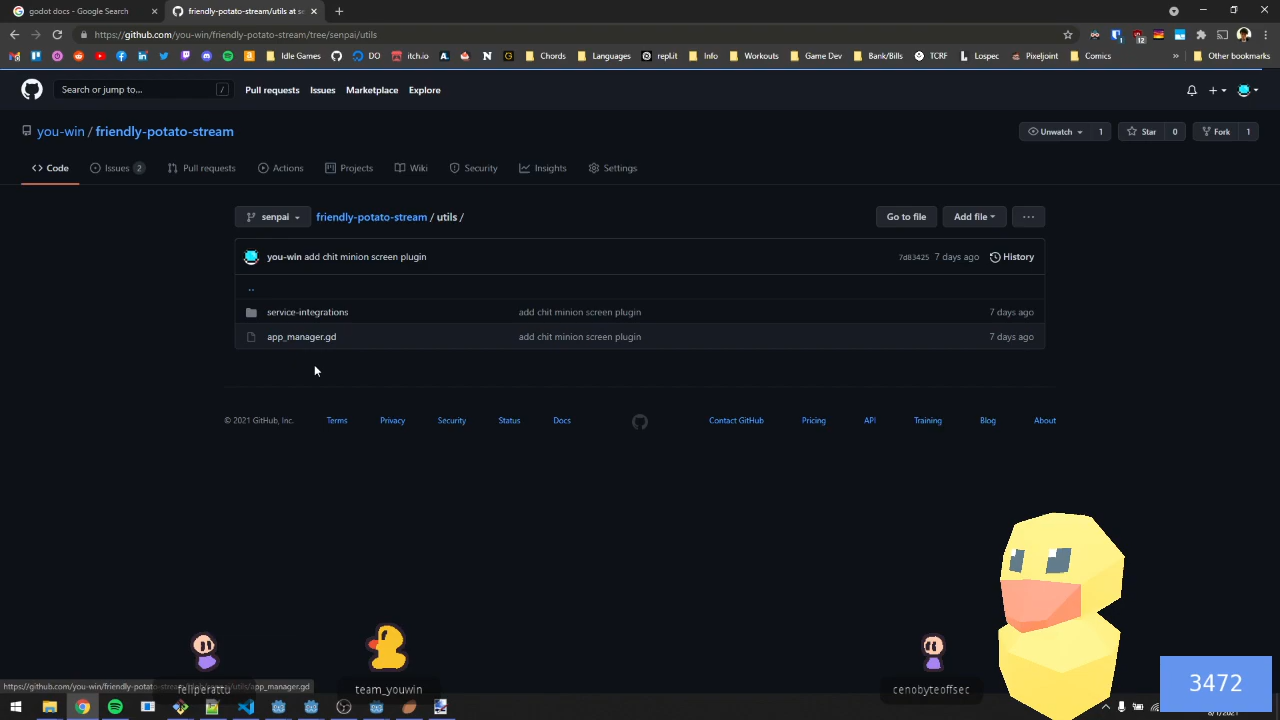 godot docs - Google Search
friendly-potato-stream/utils at se
https://github.com/you-win/friendly-potato-stream/tree/senpai/utils
Idle Games
DO
itch.io
Chords
Languages
repl.it
Info
Workouts
Game Dev
Bank/Bills
TCRF
Lospec
Pixeljoint
Comics
»
Other bookmarks
Search or jump to...
/
Pull requests
Issues
Marketplace
Explore
you-win / friendly-potato-stream
Unwatch
1
Star
0
Fork
1
Code
Issues 2
Pull requests
Actions
Projects
Wiki
Security
Insights
Settings
senpai
friendly-potato-stream / utils /
Go to file
Add file
...
you-win add chit minion screen plugin
7d83425 7 days ago
History
..
service-integrations
add chit minion screen plugin
7 days ago
app_manager.gd
add chit minion screen plugin
7 days ago
© 2021 GitHub, Inc.
Terms
Privacy
Security
Status
Docs
Contact GitHub
Pricing
API
Training
Blog
About
feliperattu
team_youwin
cenobyteoffsec
3472
8/1/2021